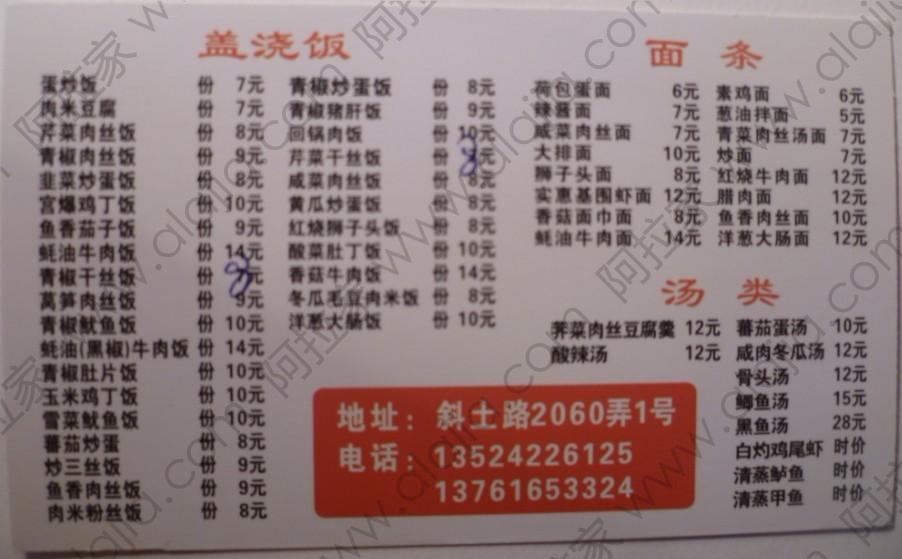 盖浇饭
蛋炒饭 份 7元
肉米豆腐 份 7元
芹菜肉丝饭 份 8元
青椒肉丝饭 份 9元
韭菜炒蛋饭 份 8元
宫爆鸡丁饭 份 10元
鱼香茄子饭 份 9元
蚝油牛肉饭 份 14元
青椒干丝饭 份 7元 8
莴笋肉丝饭 份 9元
青椒鱿鱼饭 份 10元
蚝油(黑椒)牛肉饭 份 14元
青椒肚片饭 份 10元
玉米鸡丁饭 份 10元
雪菜鱿鱼饭 份 10元
蕃茄炒蛋 份 8元
炒三丝饭 份 9元
鱼香肉丝饭 份 9元
肉米粉丝饭 份 8元
青椒炒蛋饭 份 8元
青椒猪肝饭 份 9元
回锅肉饭 份 10元
芹菜干丝饭 份 8元
咸菜肉丝饭 份 8元
黄瓜炒蛋饭 份 8元
红烧狮子头饭 份 8元
酸菜肚丁饭 份 10元
香菇牛肉饭 份 14元
冬瓜毛豆肉米饭 份 8元
洋葱大肠饭 份 10元
面条
荷包蛋面 6元
辣酱面 7元
咸菜肉丝面 7元
大排面 10元
狮子头面 8元
实惠基围虾面 12元
香菇面巾面 8元
蚝油牛肉面 14元
素鸡面 6元
葱油拌面 5元
青菜肉丝汤面 7元
炒面 7元
红烧牛肉面 12元
腊肉面 12元
鱼香肉丝面 10元
洋葱大肠面 12元
汤类
荠菜肉丝豆腐羹 12元
酸辣汤 12元
蕃茄蛋汤 10元
咸肉冬瓜汤 12元
骨头汤 12元
鲫鱼汤 15元
黑鱼汤 28元
白灼鸡尾虾 时价
清蒸鲈鱼 时价
清蒸甲鱼 时价
地址：斜土路2060弄1号
电话：13524226125
13761653324
阿拉家 www.alajia.com